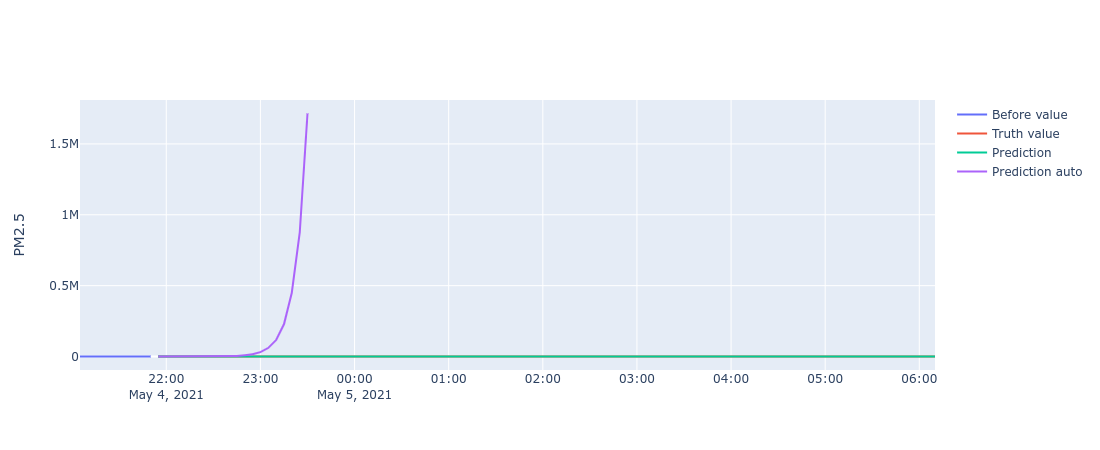 Before value
Truth value
Prediction
Prediction auto
PM2.5
1.5M
1M
0.5M
0
22:00 23:00 00:00 01:00 02:00 03:00 04:00 05:00 06:00
May 4, 2021 May 5, 2021